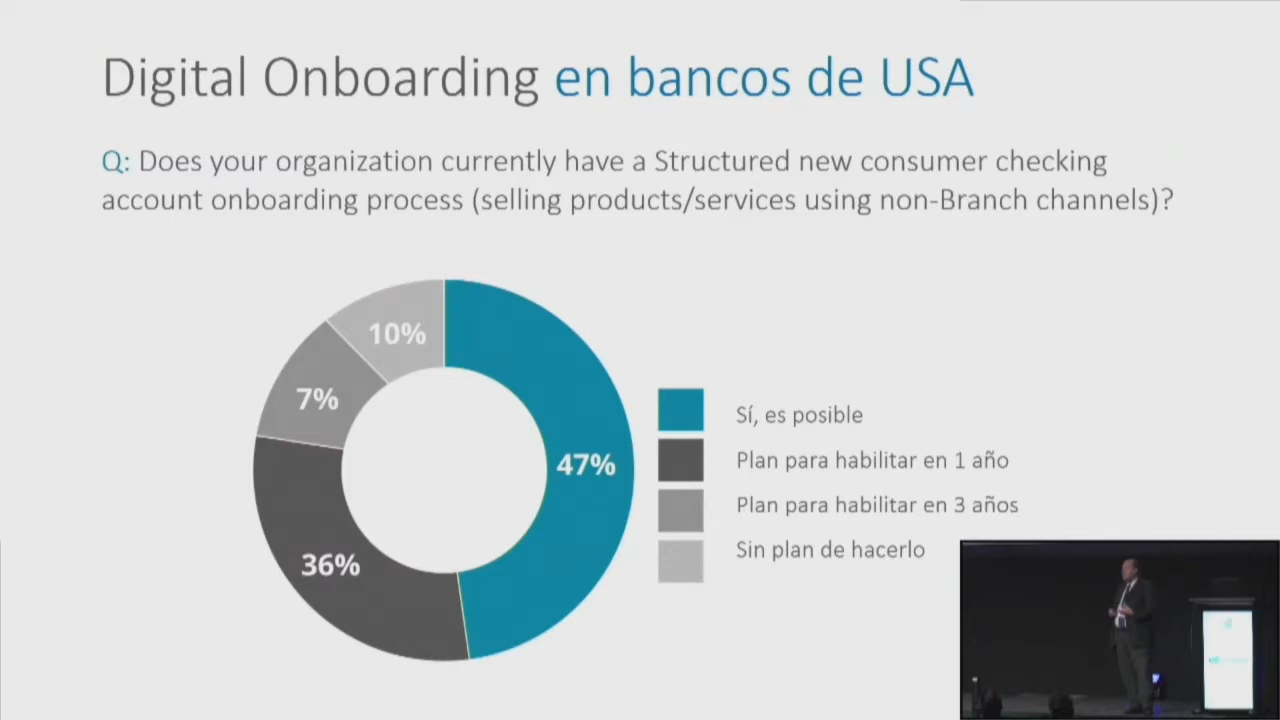 Digital Onboarding en bancos de USA
Q: Does your organization currently have a Structured new consumer checking
account onboarding process (selling products/services using non-Branch channels)?
10%
7%
47%
36%
Sí, es posible
Plan para habilitar en 1 año
Plan para habilitar en 3 años
Sin plan de hacerlo